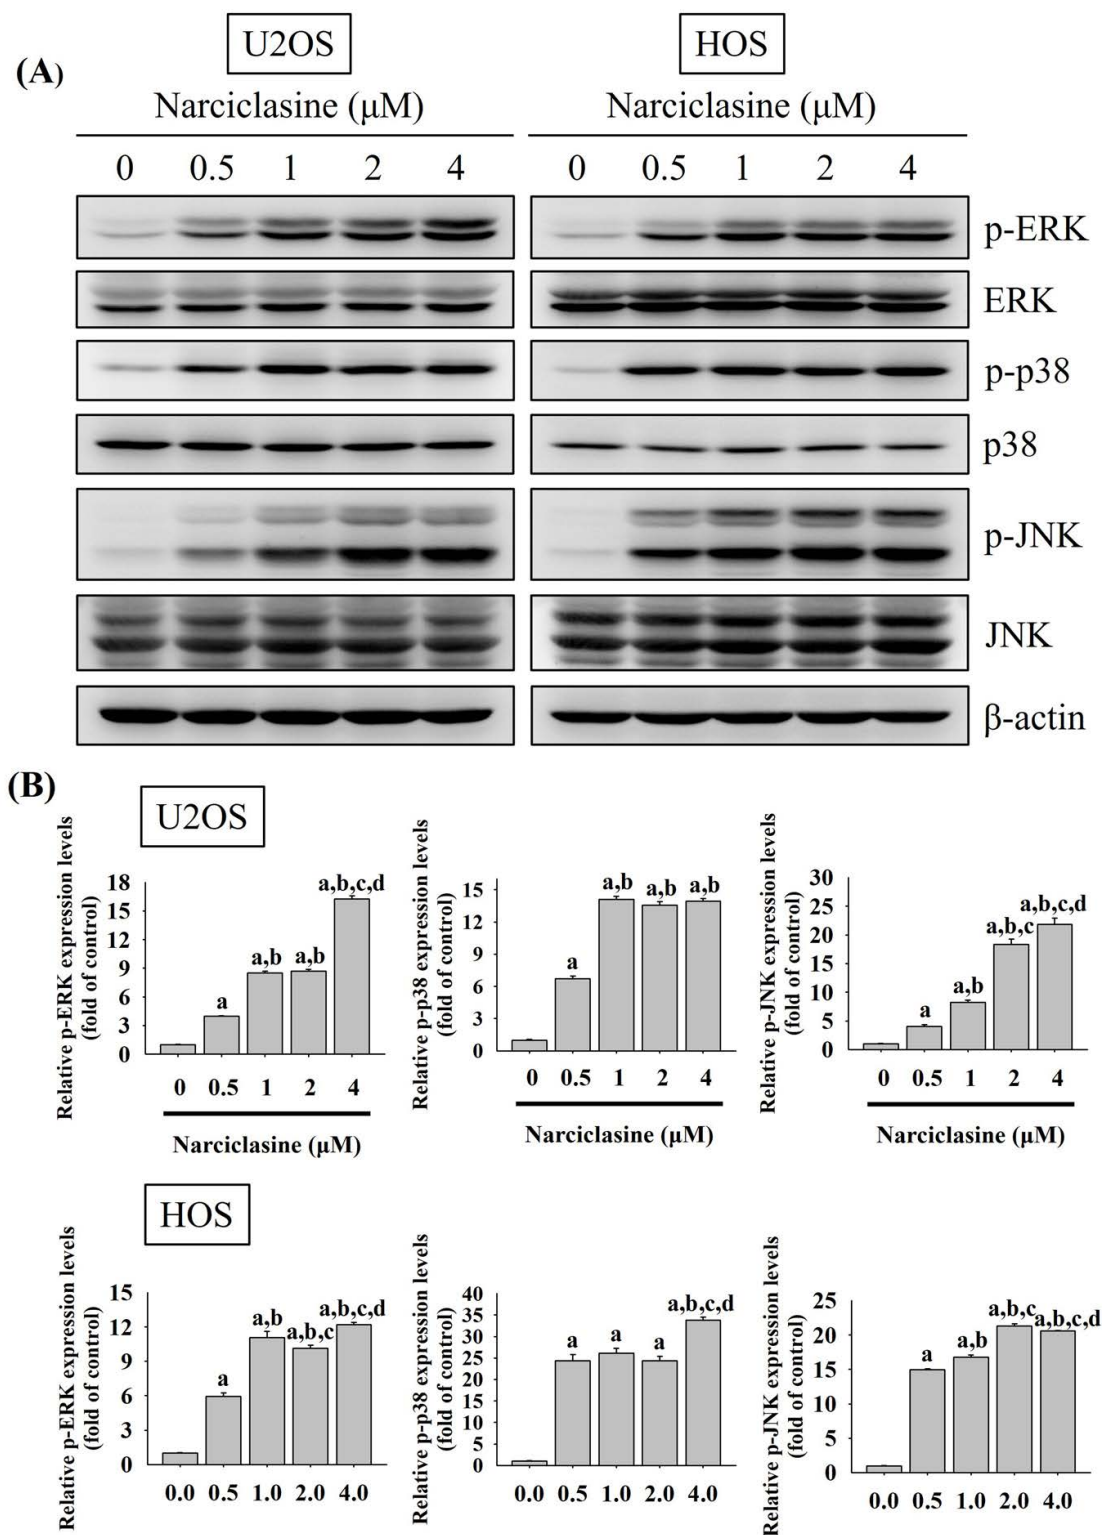 U2OS HOS
(A)
Narciclasine (μM) Narciclasine (μM)
0 0.5 1 2 4 0 0.5 1 2 4
p-ERK
ERK
p-p38
p38
p-JNK
JNK
β-actin
(B)
U2OS
Relative p-ERK expression levels
(fold of control)
18
15
12
9
6
3
0
a
a,b
a,b
a,b,c,d
0 0.5 1 2 4
Narciclasine (μM)
Relative p-p38 expression levels
(fold of control)
15
12
9
6
3
0
a
a,b
a,b
a,b
0 0.5 1 2 4
Narciclasine (μM)
Relative p-JNK expression levels
(fold of control)
30
25
20
15
10
5
0
a
a,b
a,b,c
a,b,c,d
0 0.5 1 2 4
Narciclasine (μM)
HOS
Relative p-ERK expression levels
(fold of control)
15
12
9
6
3
0
a
a,b
a,b,c
a,b,c,d
0.0 0.5 1.0 2.0 4.0
Relative p-p38 expression levels
(fold of control)
40
35
30
25
20
15
10
5
0
a
a
a
a,b,c,d
0.0 0.5 1.0 2.0 4.0
Relative p-JNK expression levels
(fold of control)
25
20
15
10
5
0
a
a,b
a,b,c
a,b,c,d
0.0 0.5 1.0 2.0 4.0